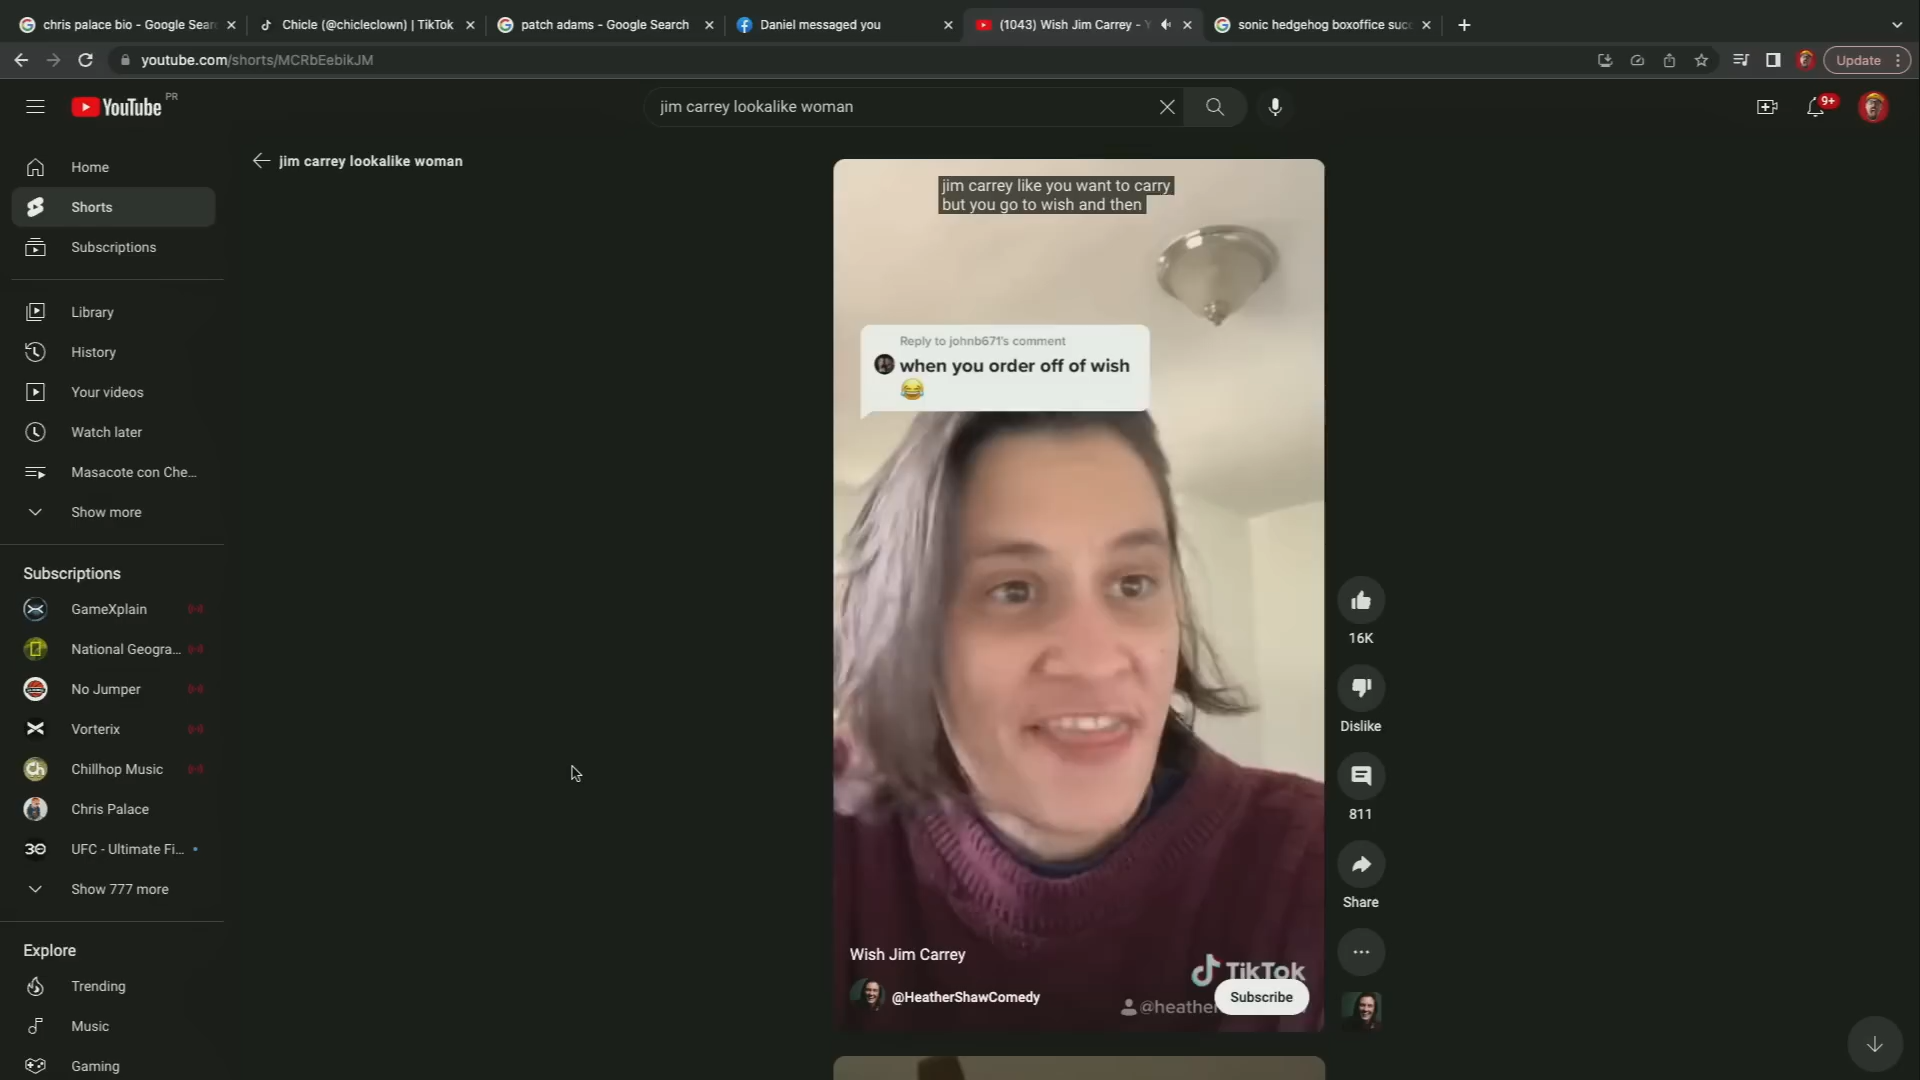 chris palace bio - Google Sear
Chicle (@chicleclown) | TikTok
patch adams - Google Search
Daniel messaged you
(1043) Wish Jim Carrey - Y
sonic hedgehog boxoffice succ
youtube.com/shorts/MCRbEebikJM
Update
YouTube PR
jim carrey lookalike woman
9+
jim carrey lookalike woman
Home
Shorts
Subscriptions
Library
History
Your videos
Watch later
Masacote con Che...
Show more
Subscriptions
GameXplain
National Geogra...
No Jumper
Vorterix
Chillhop Music
Chris Palace
UFC - Ultimate Fi...
Show 777 more
Explore
Trending
Music
Gaming
jim carrey like you want to carry
but you go to wish and then
Reply to johnb671's comment
when you order off of wish
😂
16K
Dislike
811
Share
Wish Jim Carrey
@HeatherShawComedy
TikTok
@heather
Subscribe